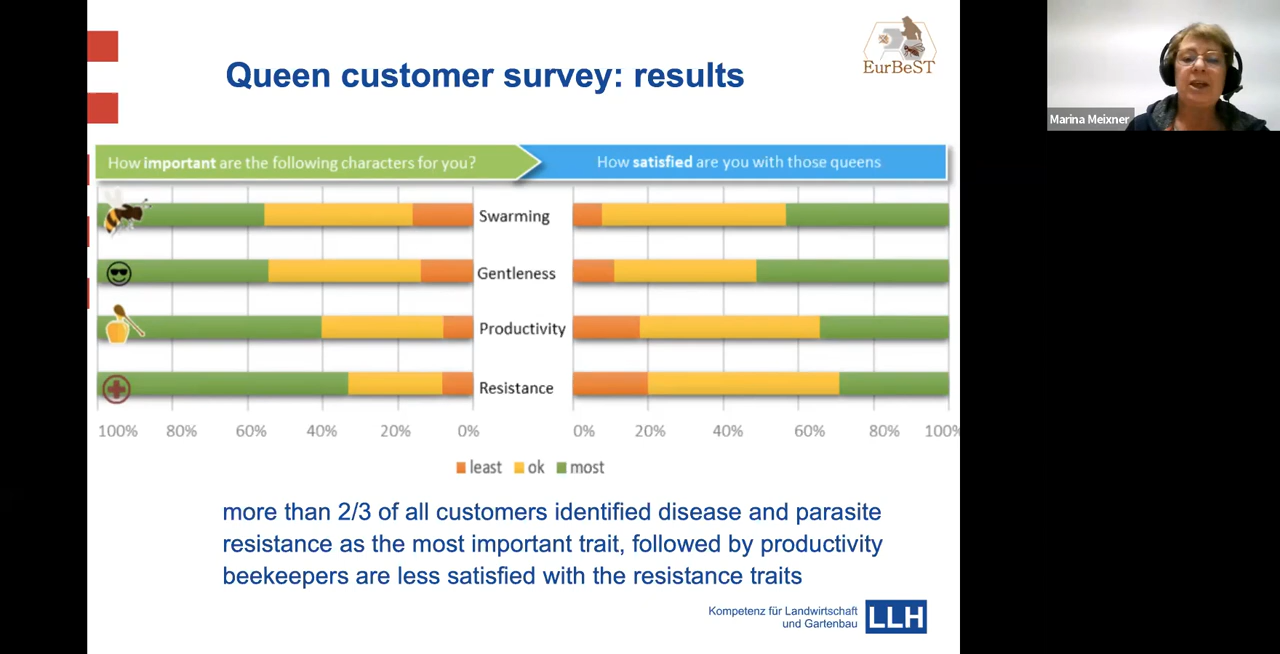 Queen customer survey: results
EurBeST
Marina Meixner
How important are the following characters for you?
How satisfied are you with those queens
Swarming
Gentleness
Productivity
Resistance
100% 80% 60% 40% 20% 0%
0% 20% 40% 60% 80% 100%
least ok most
more than 2/3 of all customers identified disease and parasite
resistance as the most important trait, followed by productivity
beekeepers are less satisfied with the resistance traits
Kompetenz für Landwirtschaft
und Gartenbau
LLH